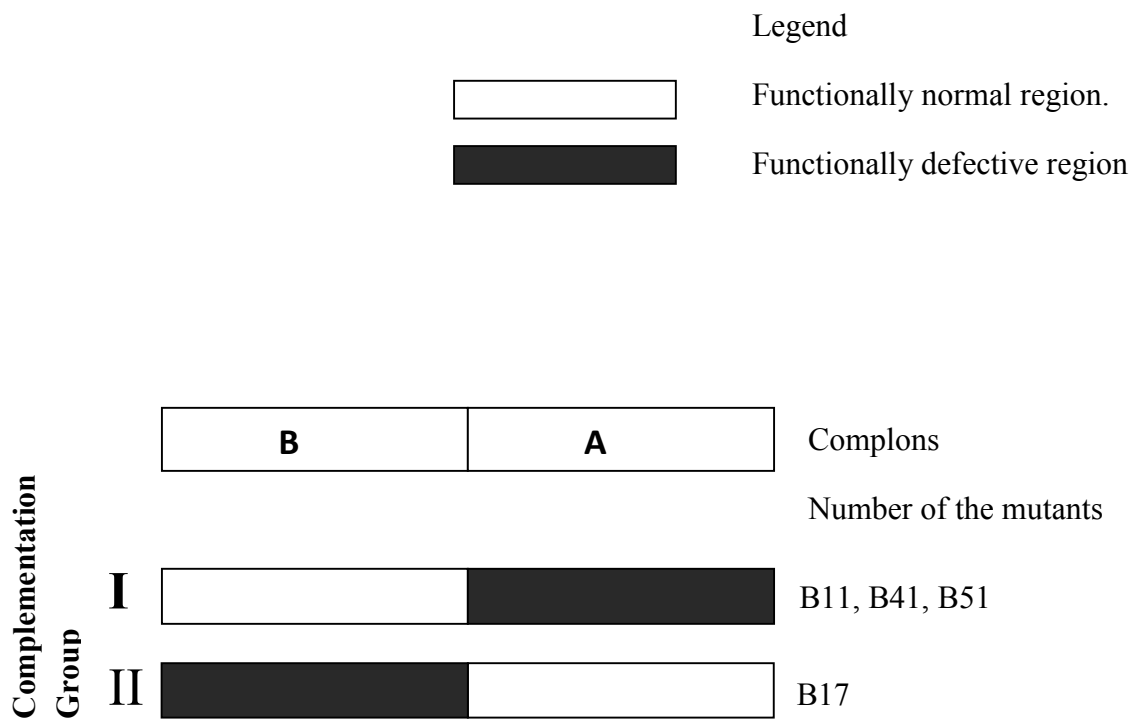 Legend
Functionally normal region.
Functionally defective region
B A Complons
Number of the mutants
Complementation
Group
I B11, B41, B51
II B17